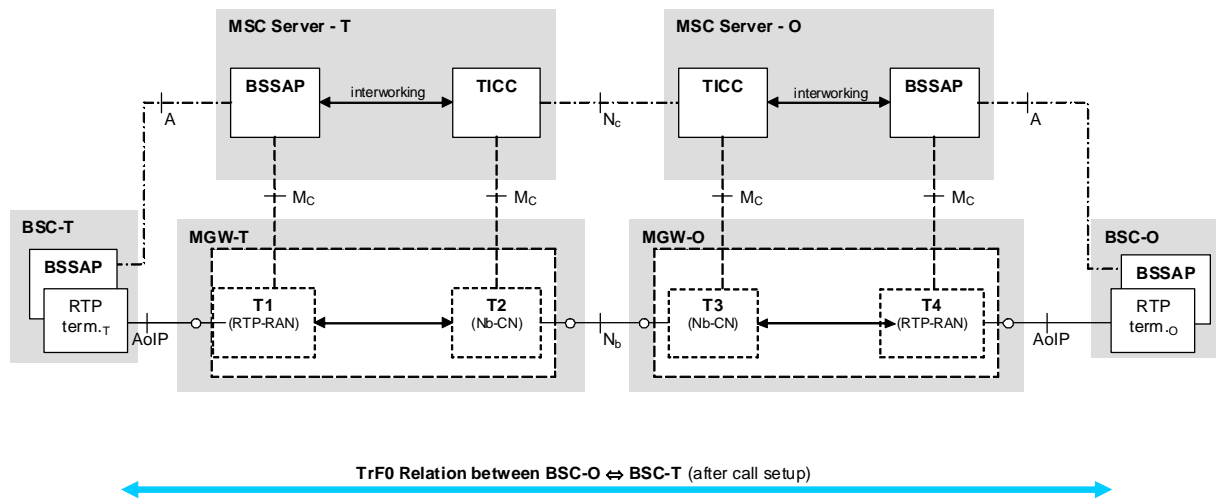 MSC Server - T
MSC Server - O
BSSAP
interworking
TICC
TICC
interworking
BSSAP
A
Nc
A
MC
MC
MC
MC
BSC-T
MGW-T
MGW-O
BSC-O
BSSAP
BSSAP
RTP
term.T
T1
(RTP-RAN)
T2
(Nb-CN)
T3
(Nb-CN)
T4
(RTP-RAN)
RTP
term.O
AoIP
Nb
AoIP
TrF0 Relation between BSC-O ⇔ BSC-T (after call setup)